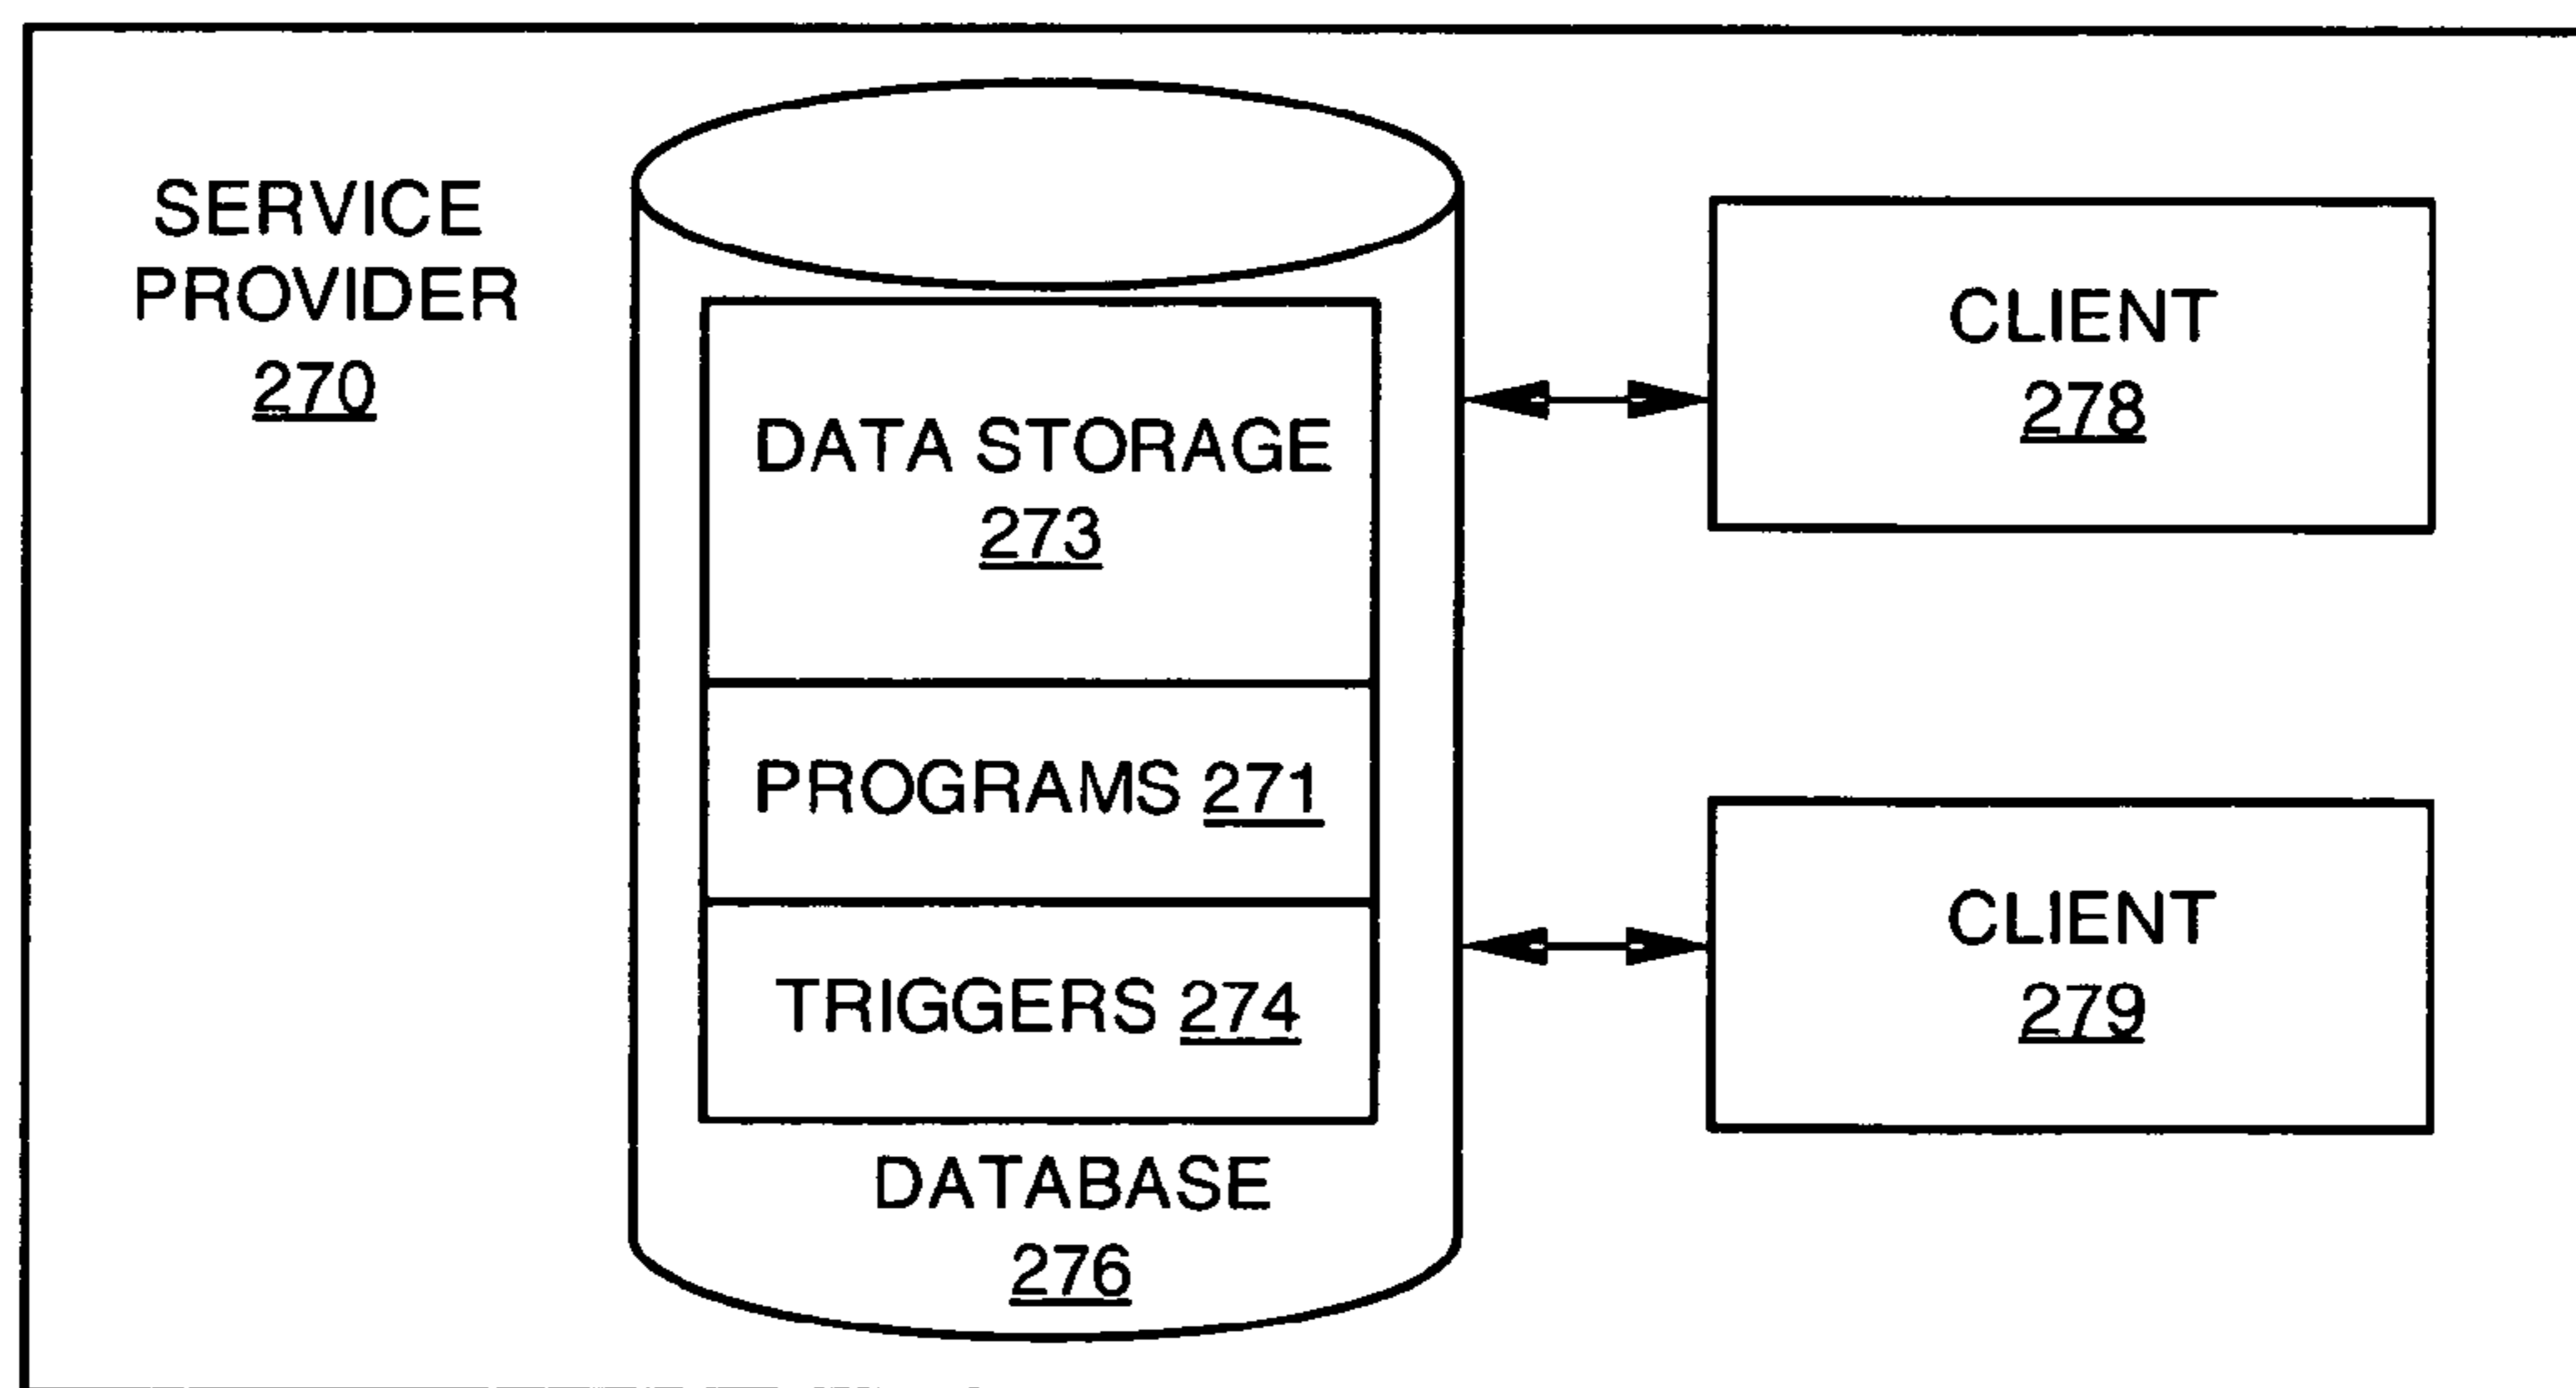 SERVICE
PROVIDER
270
DATA STORAGE
273
PROGRAMS 271
TRIGGERS 274
DATABASE
276
CLIENT
278
CLIENT
279